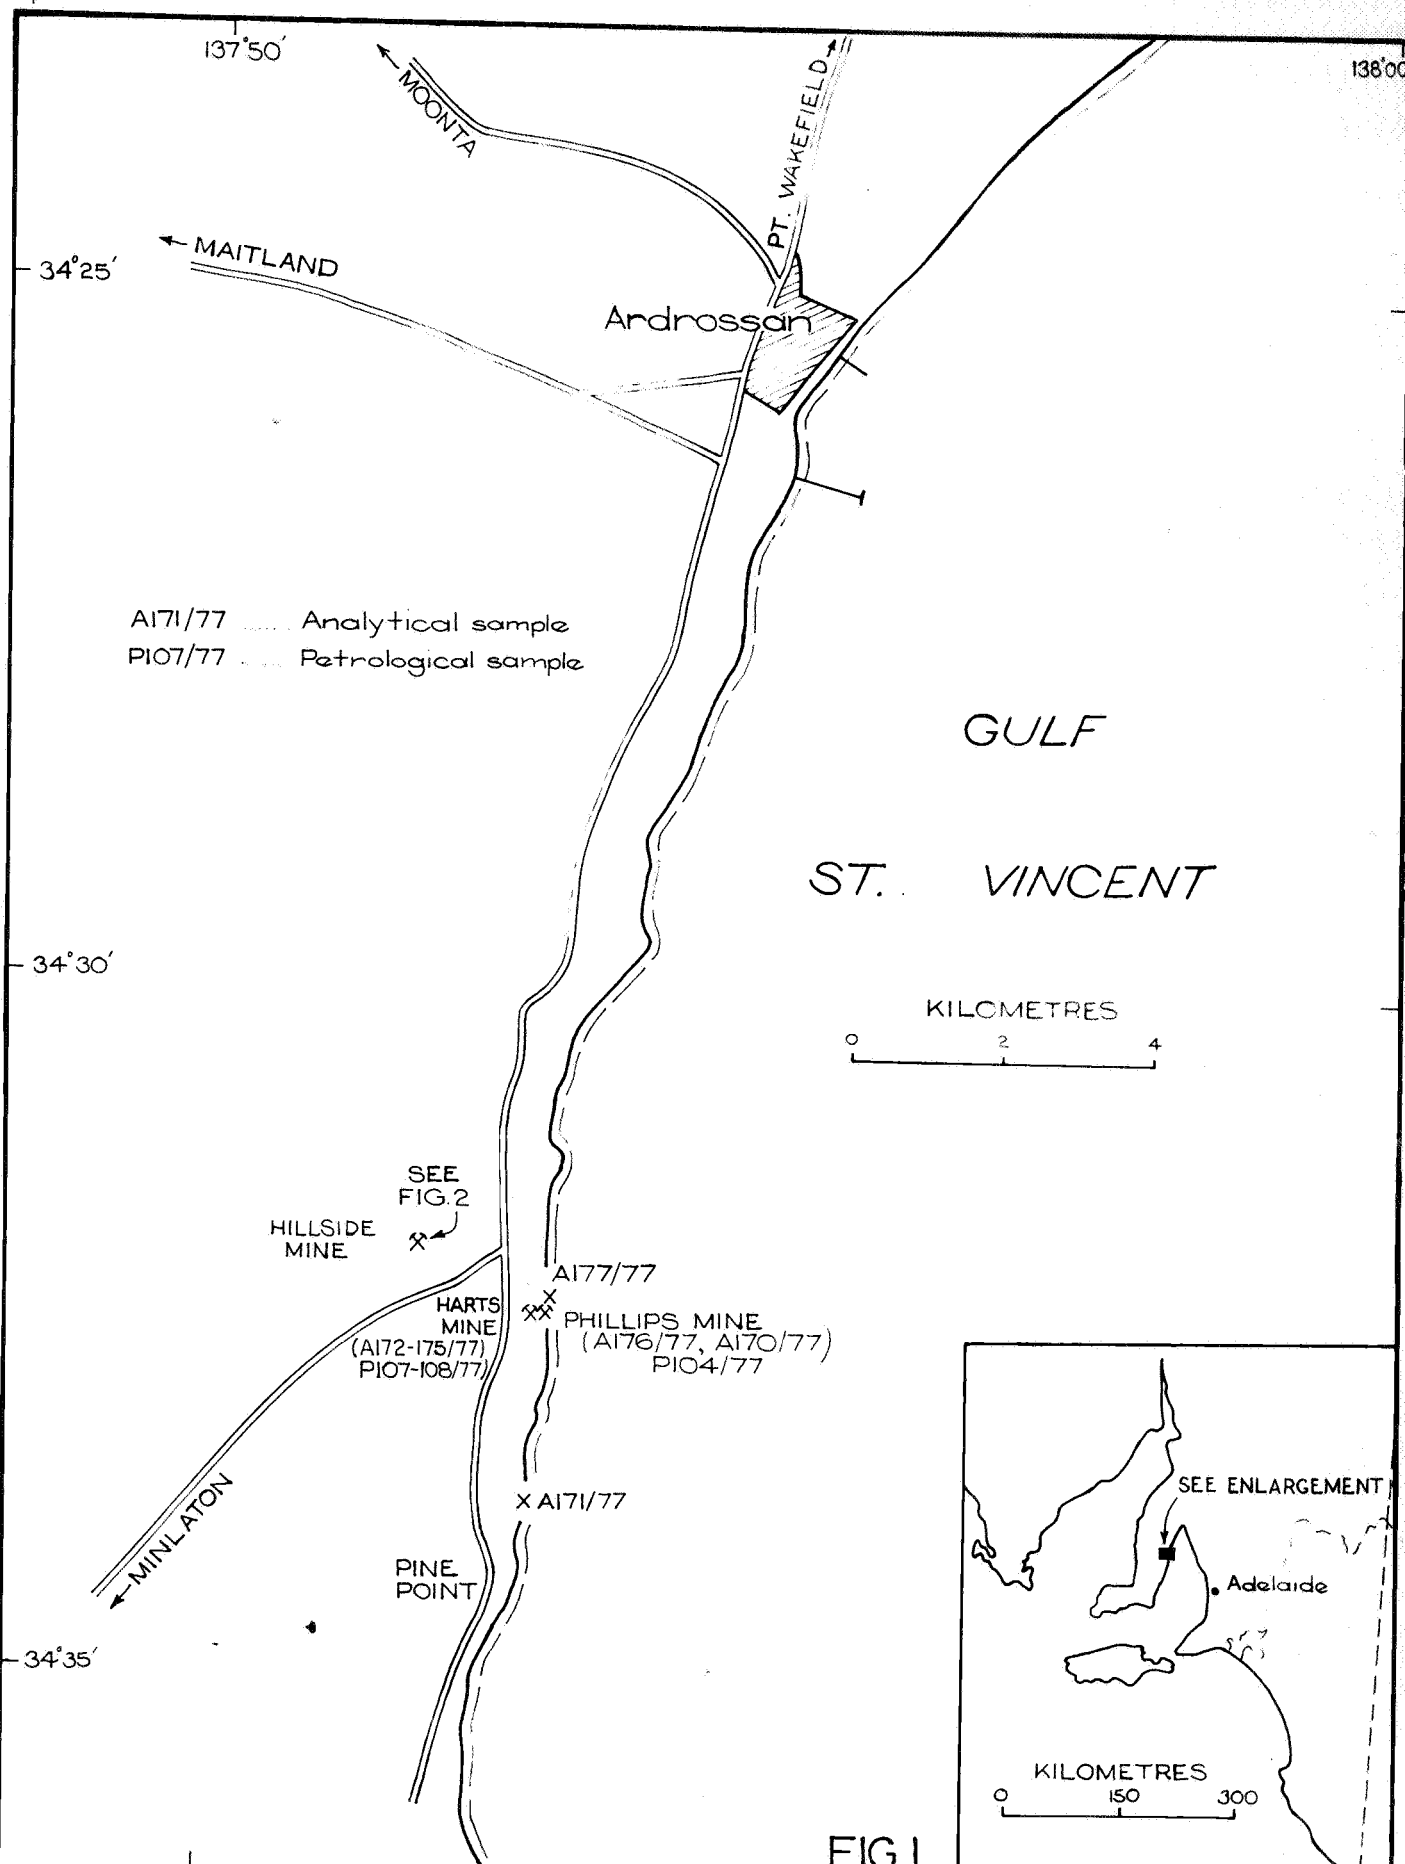 137°50′
138°00
MOONTA
PT. WAKEFIELD
34°25′
MAITLAND
Ardrossan
A171/77 ..... Analytical sample
P107/77 ..... Petrological sample
GULF
ST. VINCENT
34°30′
KILOMETRES
0 2 4
SEE
FIG.2
HILLSIDE
MINE
A177/77
HARTS
MINE
(A172-175/77)
P107-108/77)
PHILLIPS MINE
(A176/77, A170/77)
P104/77
MINLATON
A171/77
PINE
POINT
34°35′
SEE ENLARGEMENT
Adelaide
KILOMETRES
0 150 300
FIG.1